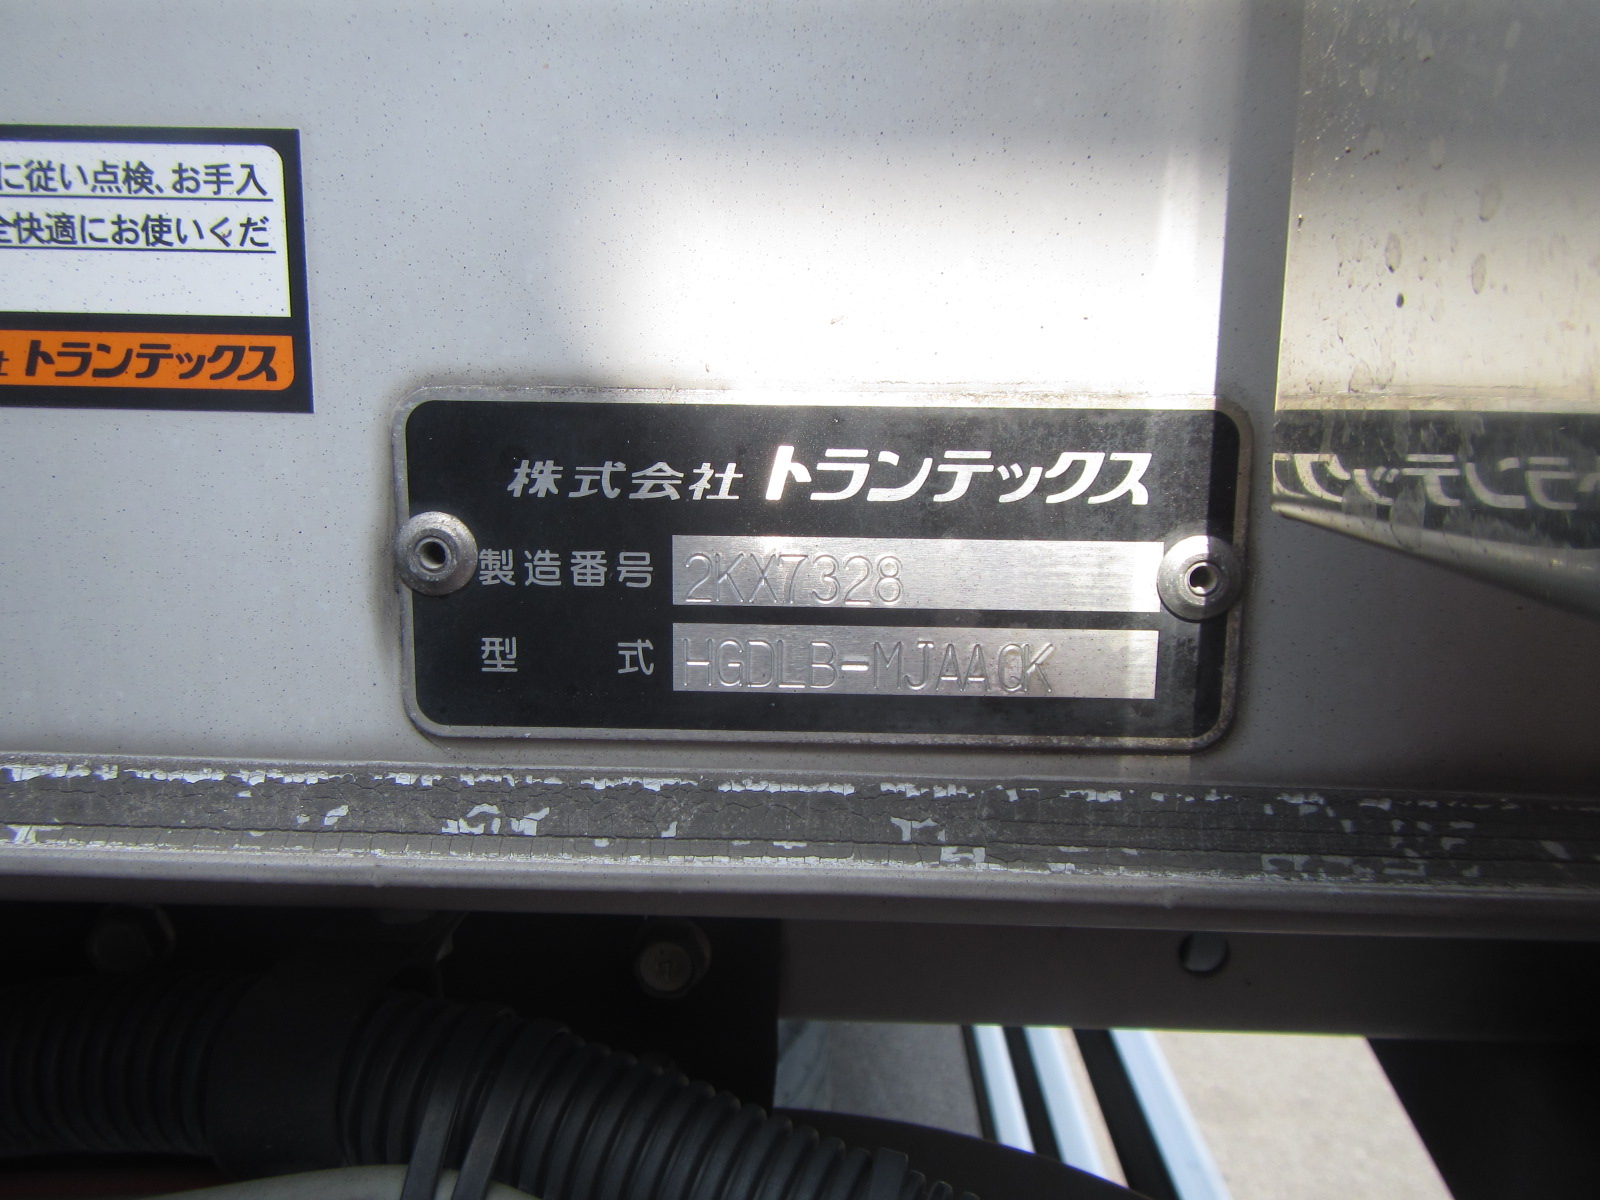 に従い点検、お手入
全快適にお使いくだ
社 トランテックス
株式会社 トランテックス
製造番号 2KX7328
型式 HGDLB-MJAAQK